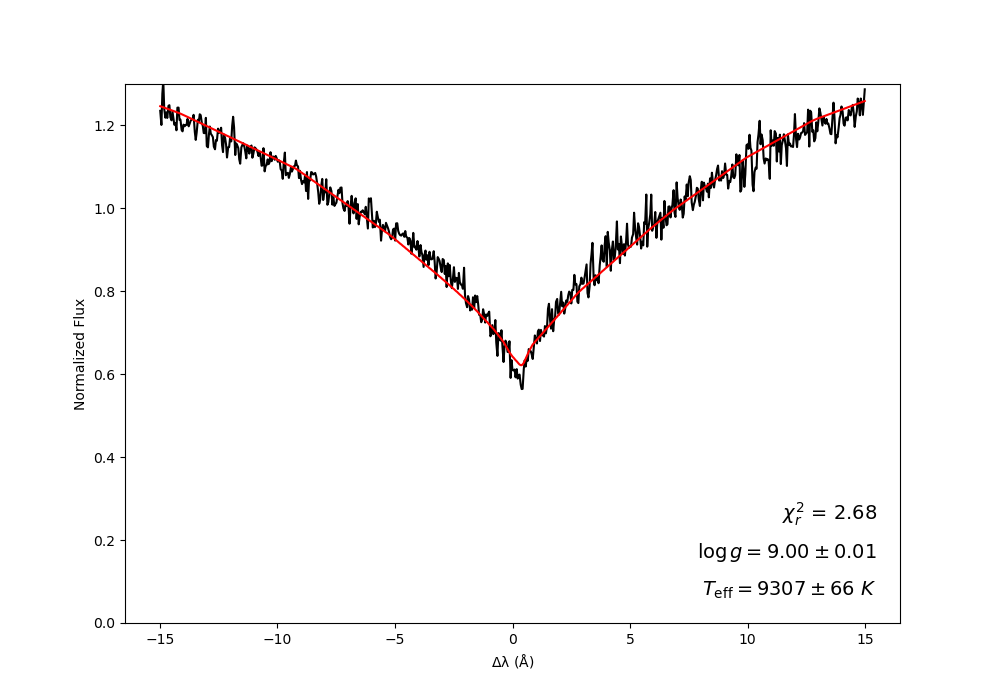 1.2
1.0
0.8
0.6
0.4
0.2
0.0
Normalized Flux
χ²ᵣ = 2.68
log g = 9.00 ± 0.01
T_eff = 9307 ± 66 K
−15 −10 −5 0 5 10 15
Δλ (Å)